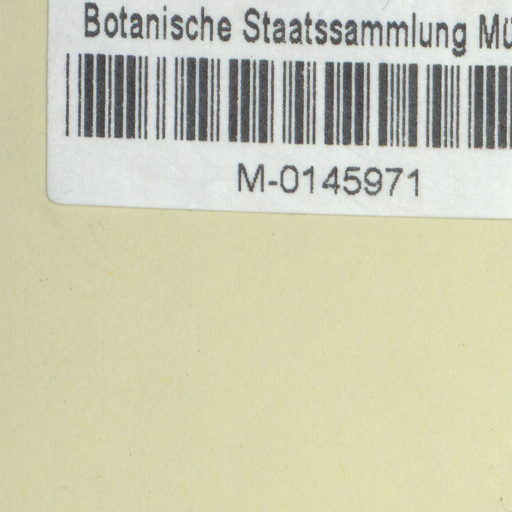 Botanische Staatssammlung Mü
M-0145971